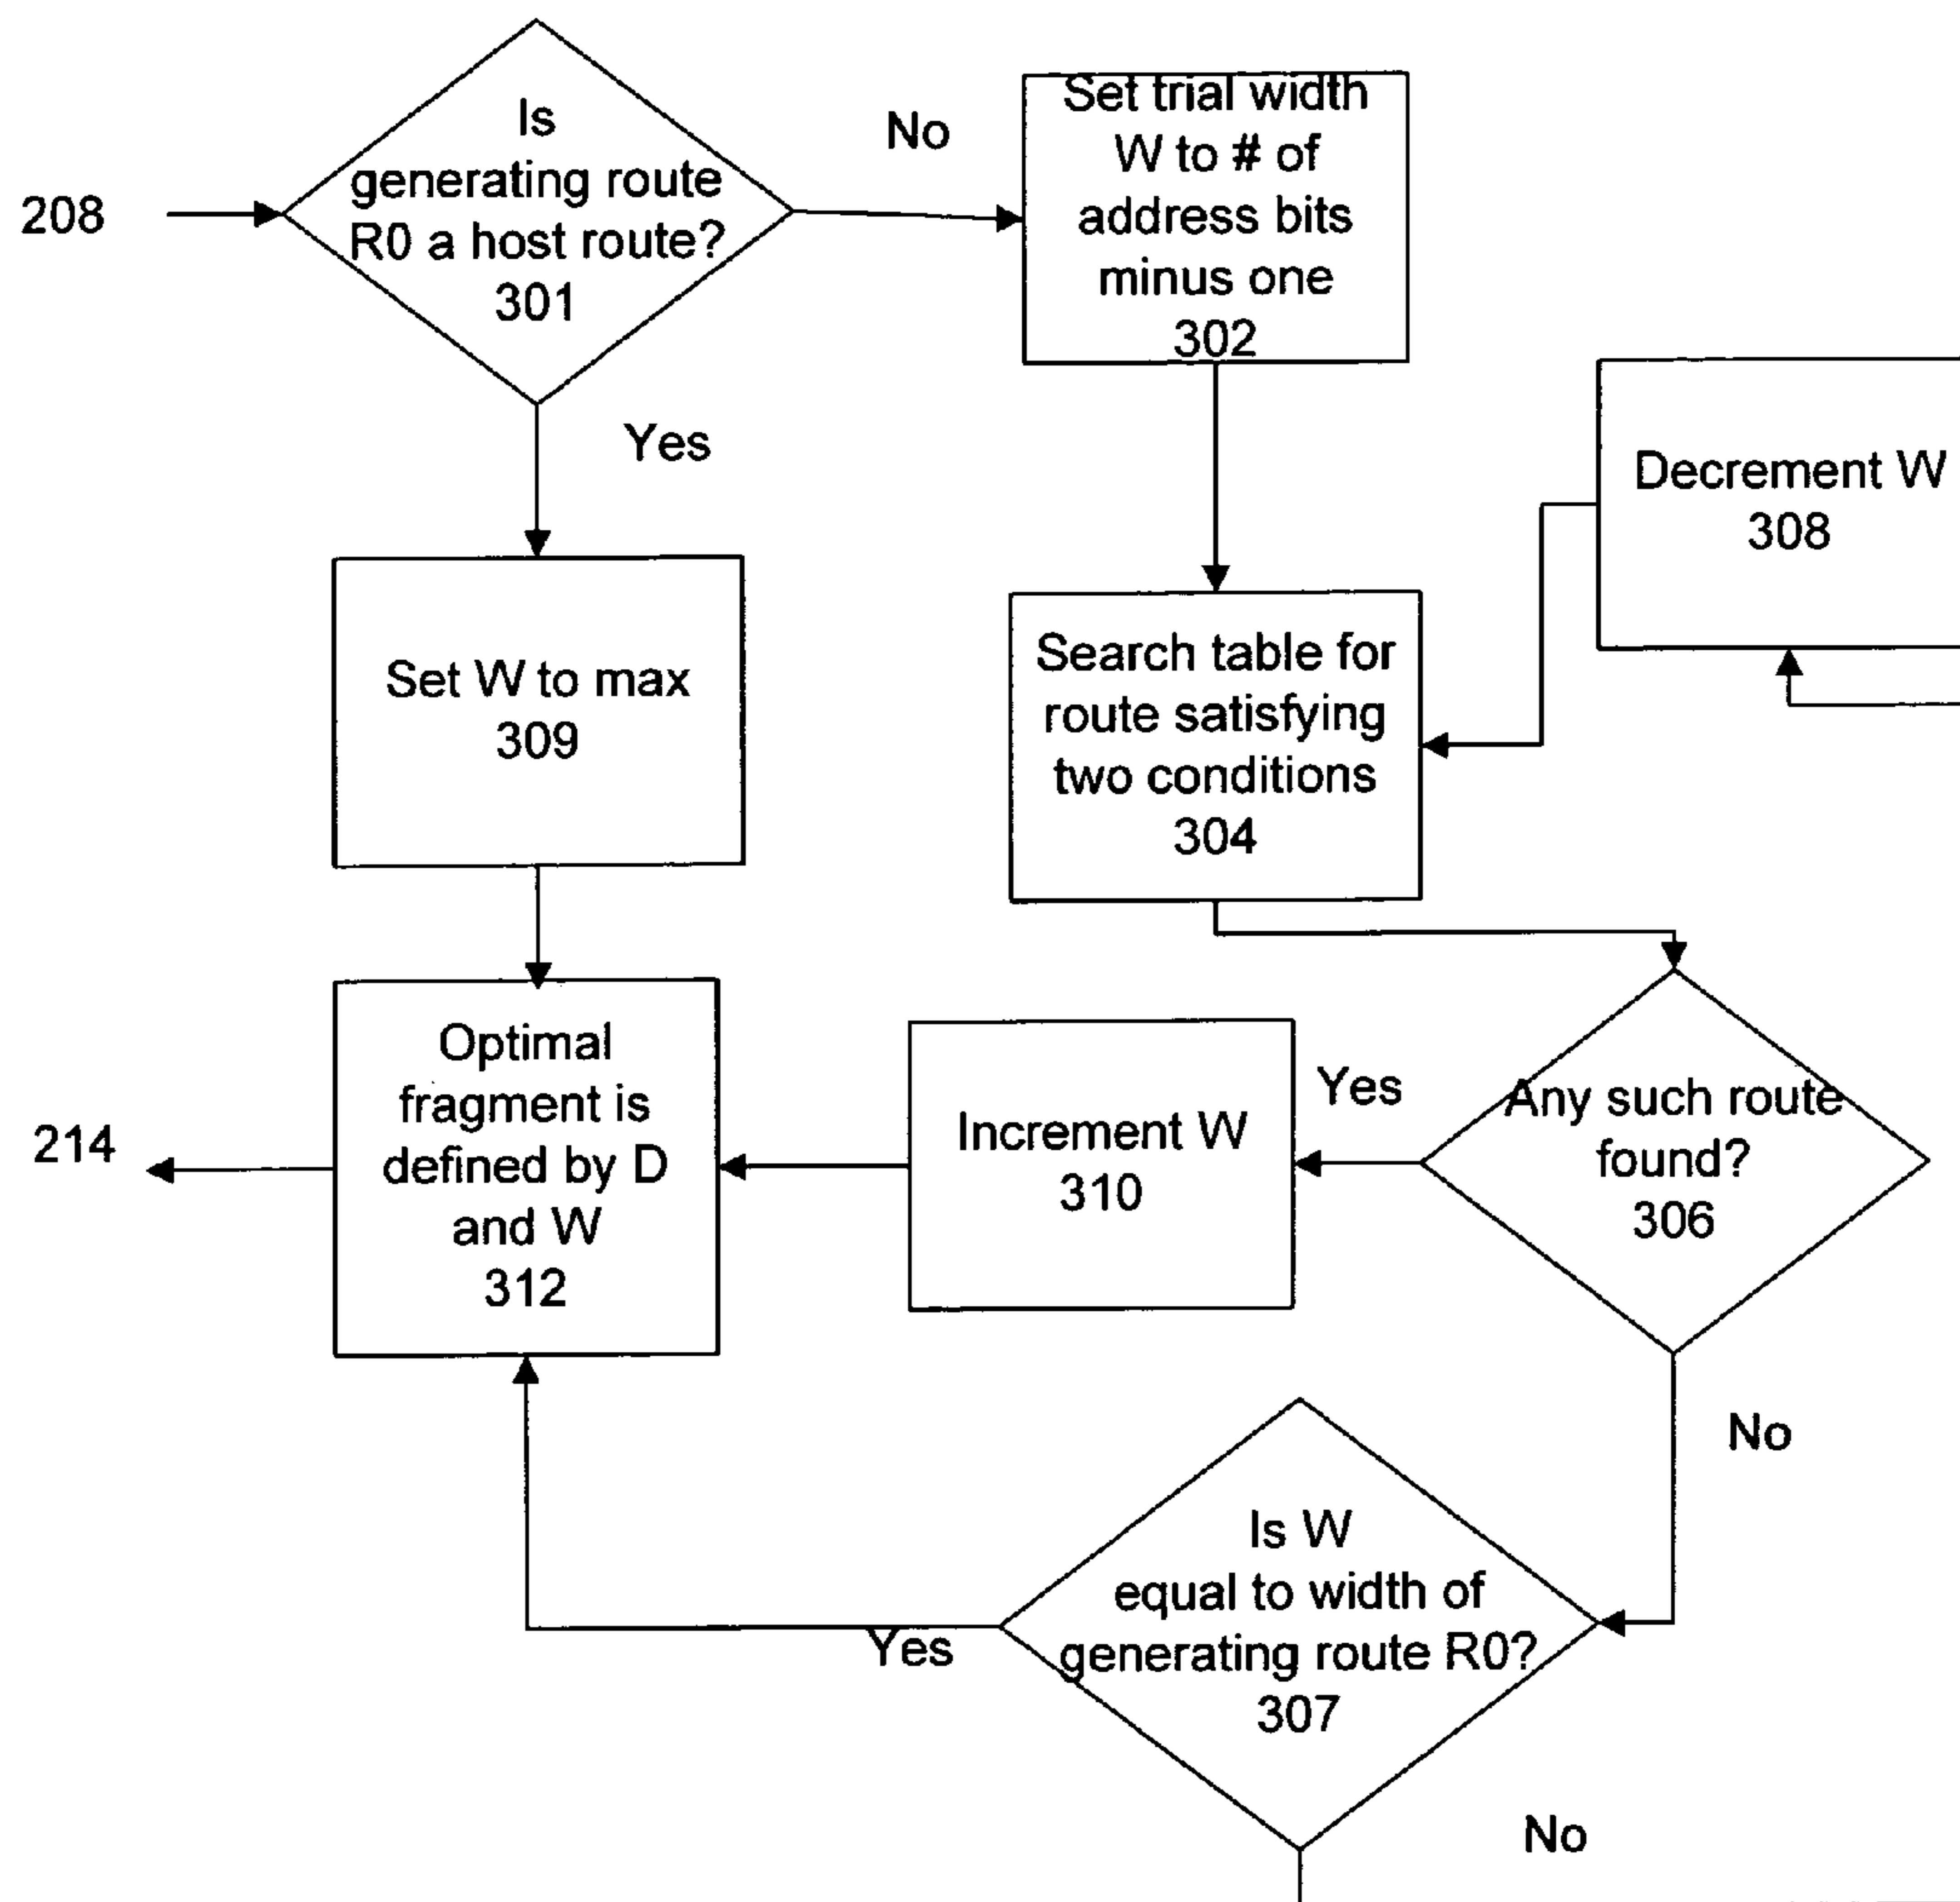 208
Is
generating route
R0 a host route?
301
No
Set trial width
W to # of
address bits
minus one
302
Yes
Decrement W
308
Set W to max
309
Search table for
route satisfying
two conditions
304
Optimal
fragment is
defined by D
and W
312
214
Increment W
310
Yes
Any such route
found?
306
No
Is W
equal to width of
generating route R0?
307
Yes
No